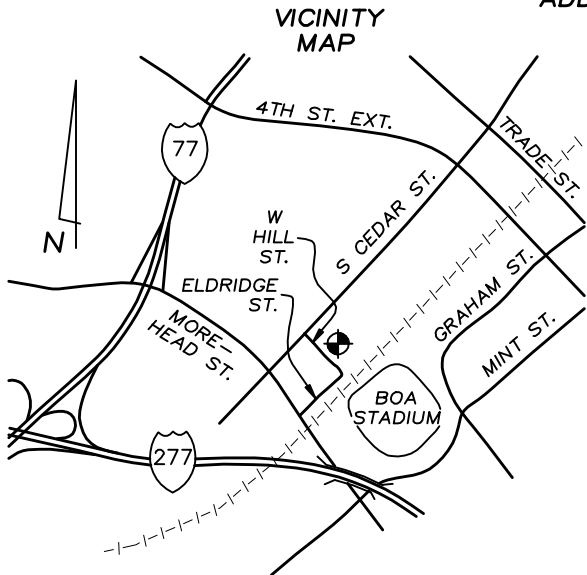 VICINITY
MAP
4TH ST. EXT.
TRADE ST.
77
W
HILL
ST.
S CEDAR ST.
N
ELDRIDGE
ST.
GRAHAM ST.
MORE-
HEAD ST.
MINT ST.
BOA
STADIUM
277